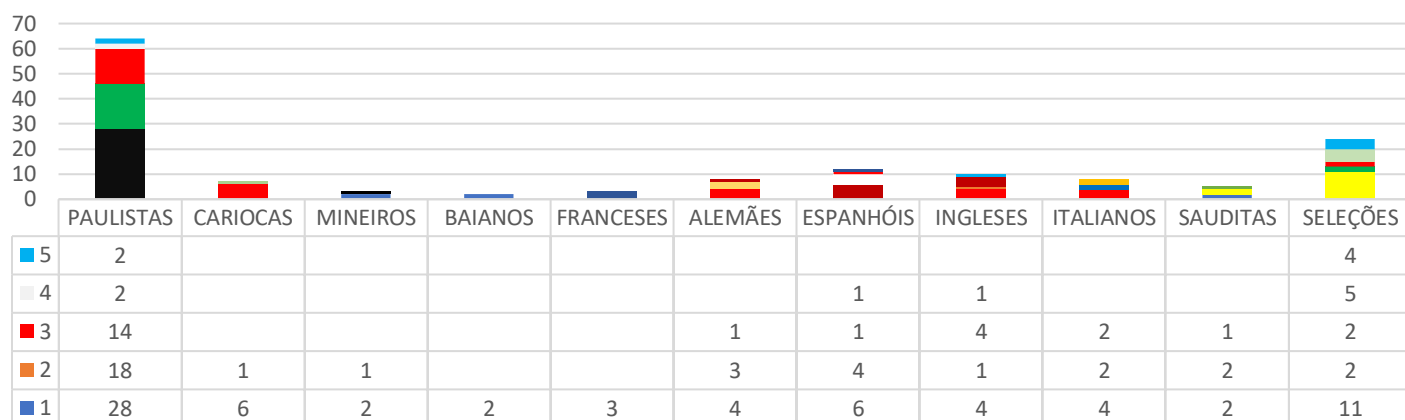 70
60
50
40
30
20
10
0
PAULISTAS CARIOCAS MINEIROS BAIANOS FRANCESES ALEMÃES ESPANHÓIS INGLESES ITALIANOS SAUDITAS SELEÇÕES
5 2 4
4 2 1 1 5
3 14 1 1 4 2 1 2
2 18 1 1 3 4 1 2 2 2
1 28 6 2 2 3 4 6 4 4 2 11